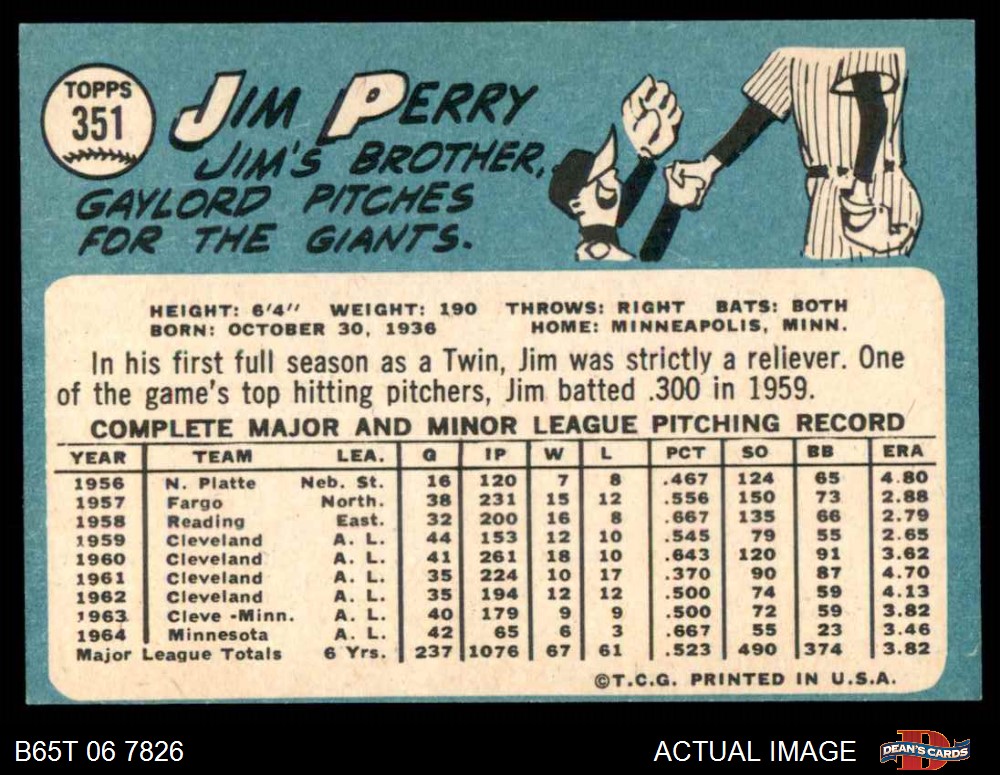 TOPPS
351
JIM PERRY
JIM'S BROTHER,
GAYLORD PITCHES
FOR THE GIANTS.
HEIGHT: 6'4" WEIGHT: 190 THROWS: RIGHT BATS: BOTH
BORN: OCTOBER 30, 1936 HOME: MINNEAPOLIS, MINN.
In his first full season as a Twin, Jim was strictly a reliever. One
of the game's top hitting pitchers, Jim batted .300 in 1959.
COMPLETE MAJOR AND MINOR LEAGUE PITCHING RECORD
YEAR TEAM LEA. G IP W L PCT SO BB ERA
1956 N. Platte Neb. St. 16 120 7 8 .467 124 65 4.80
1957 Fargo North. 38 231 15 12 .556 150 73 2.88
1958 Reading East. 32 200 16 8 .667 135 66 2.79
1959 Cleveland A. L. 44 153 12 10 .545 79 55 2.65
1960 Cleveland A. L. 41 261 18 10 .643 120 91 3.62
1961 Cleveland A. L. 35 224 10 17 .370 90 87 4.70
1962 Cleveland A. L. 35 194 12 12 .500 74 59 4.13
1963 Cleve -Minn. A. L. 40 179 9 9 .500 72 59 3.82
1964 Minnesota A. L. 42 65 6 3 .667 55 23 3.46
Major League Totals 6 Yrs. 237 1076 67 61 .523 490 374 3.82
©T.C.G. PRINTED IN U.S.A.
B65T 06 7826 ACTUAL IMAGE DEAN'S CARDS